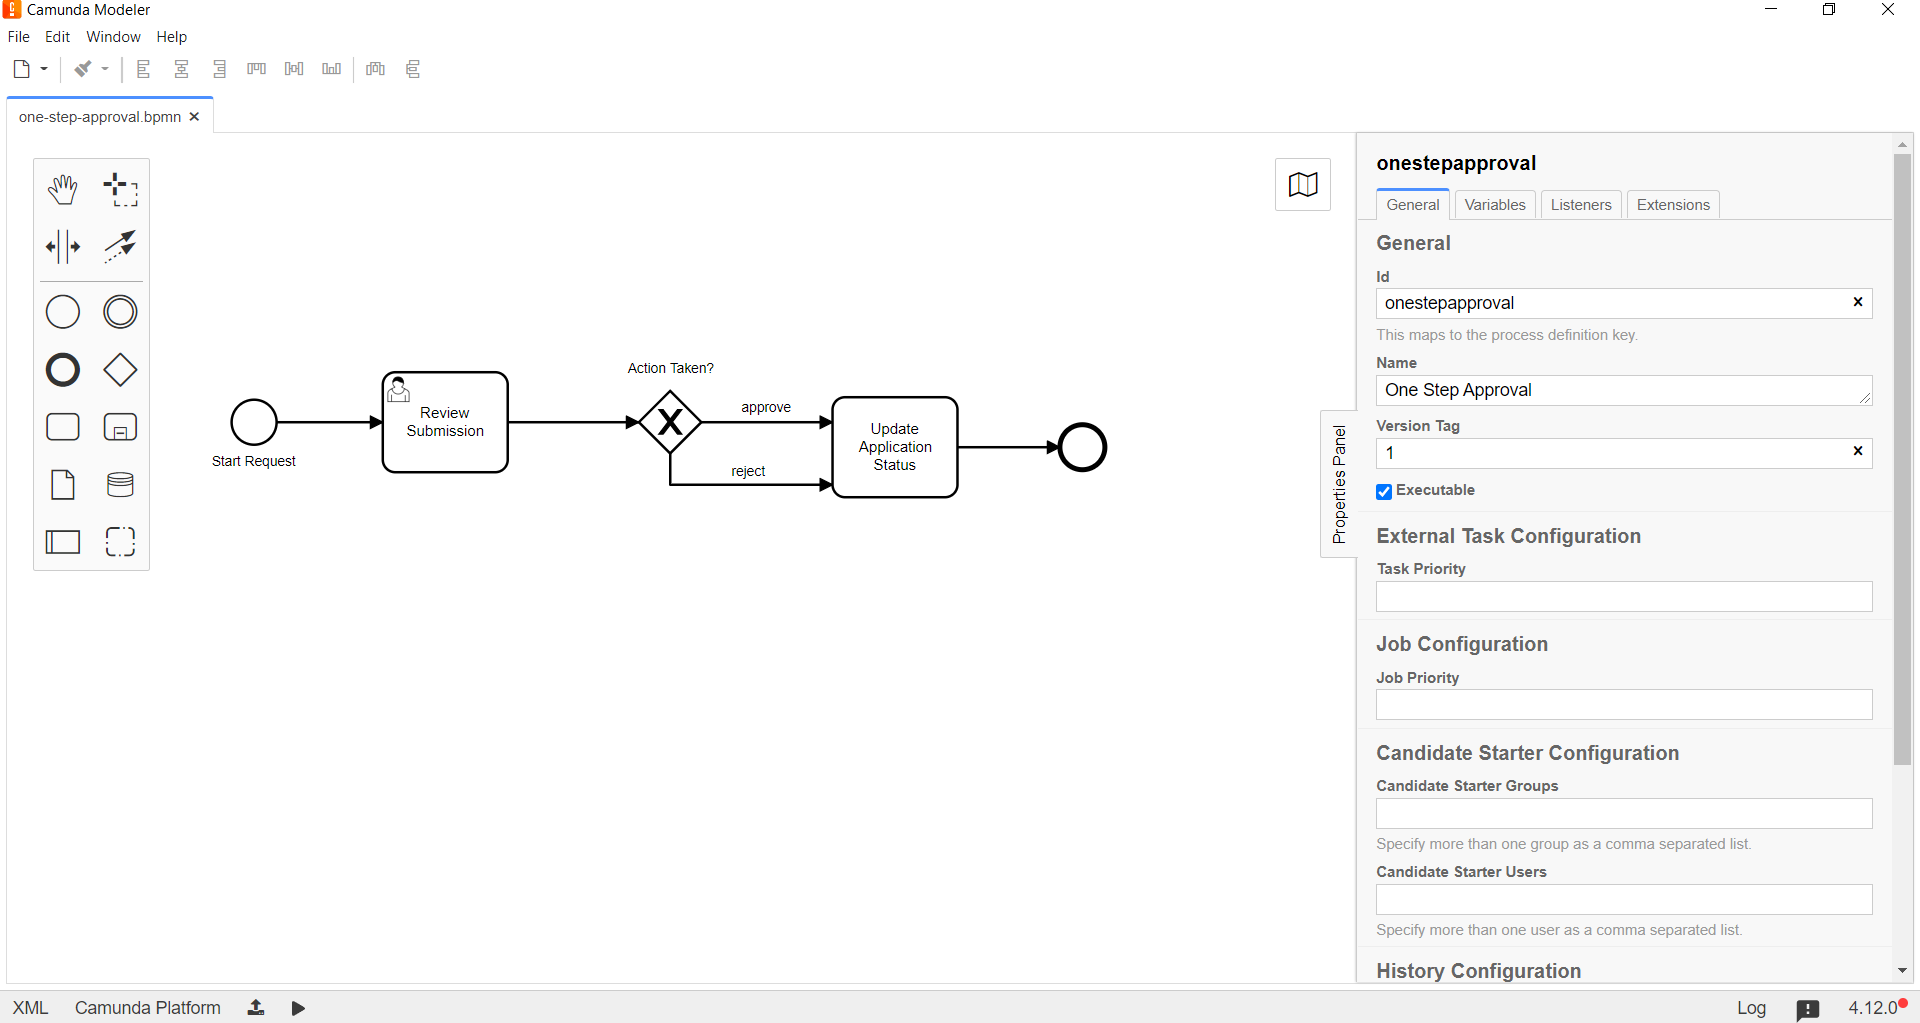 Camunda Modeler
File Edit Window Help
one-step-approval.bpmn
Start Request
Review
Submission
Action Taken?
approve
reject
Update
Application
Status
Properties Panel
onestepapproval
General Variables Listeners Extensions
General
Id
onestepapproval
This maps to the process definition key.
Name
One Step Approval
Version Tag
1
Executable
External Task Configuration
Task Priority
Job Configuration
Job Priority
Candidate Starter Configuration
Candidate Starter Groups
Specify more than one group as a comma separated list.
Candidate Starter Users
Specify more than one user as a comma separated list.
History Configuration
XML Camunda Platform
Log 4.12.0